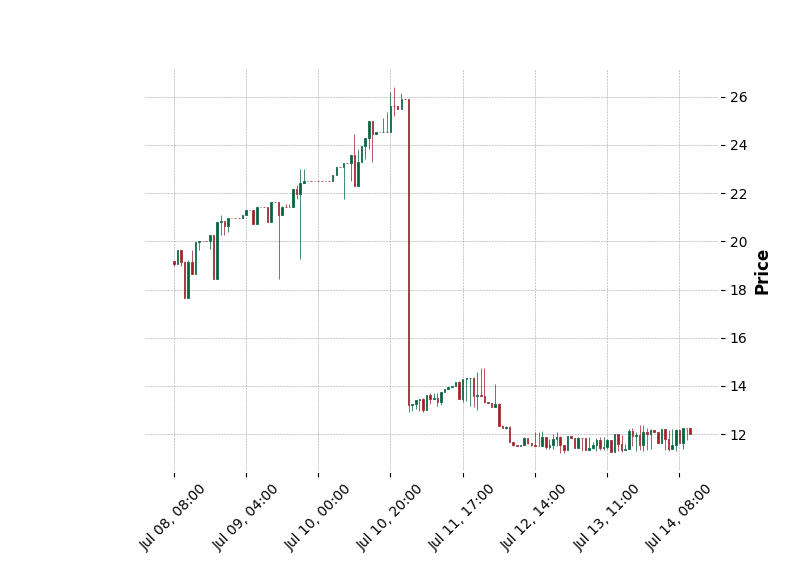 26
24
22
20
18
16
14
12
Price
Jul 08, 08:00
Jul 09, 04:00
Jul 10, 00:00
Jul 10, 20:00
Jul 11, 17:00
Jul 12, 14:00
Jul 13, 11:00
Jul 14, 08:00